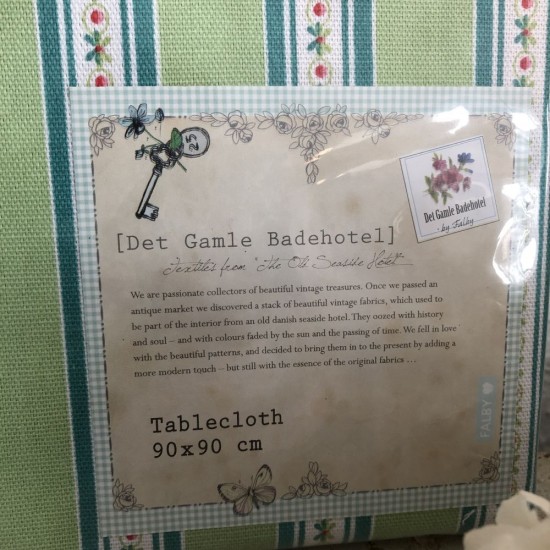 25
Det Gamle Badehotel
by Falby
[Det Gamle Badehotel]
Textiles from "The Old Seaside Hotel"
We are passionate collectors of beautiful vintage treasures. Once we passed an
antique market we discovered a stack of beautiful vintage fabrics, which used to
be part of the interior from an old danish seaside hotel. They oozed with history
and soul – and with colours faded by the sun and the passing of time. We fell in love
with the beautiful patterns, and decided to bring them in to the present by adding a
more modern touch – but still with the essence of the original fabrics ...
FALBY
Tablecloth
90x90 cm